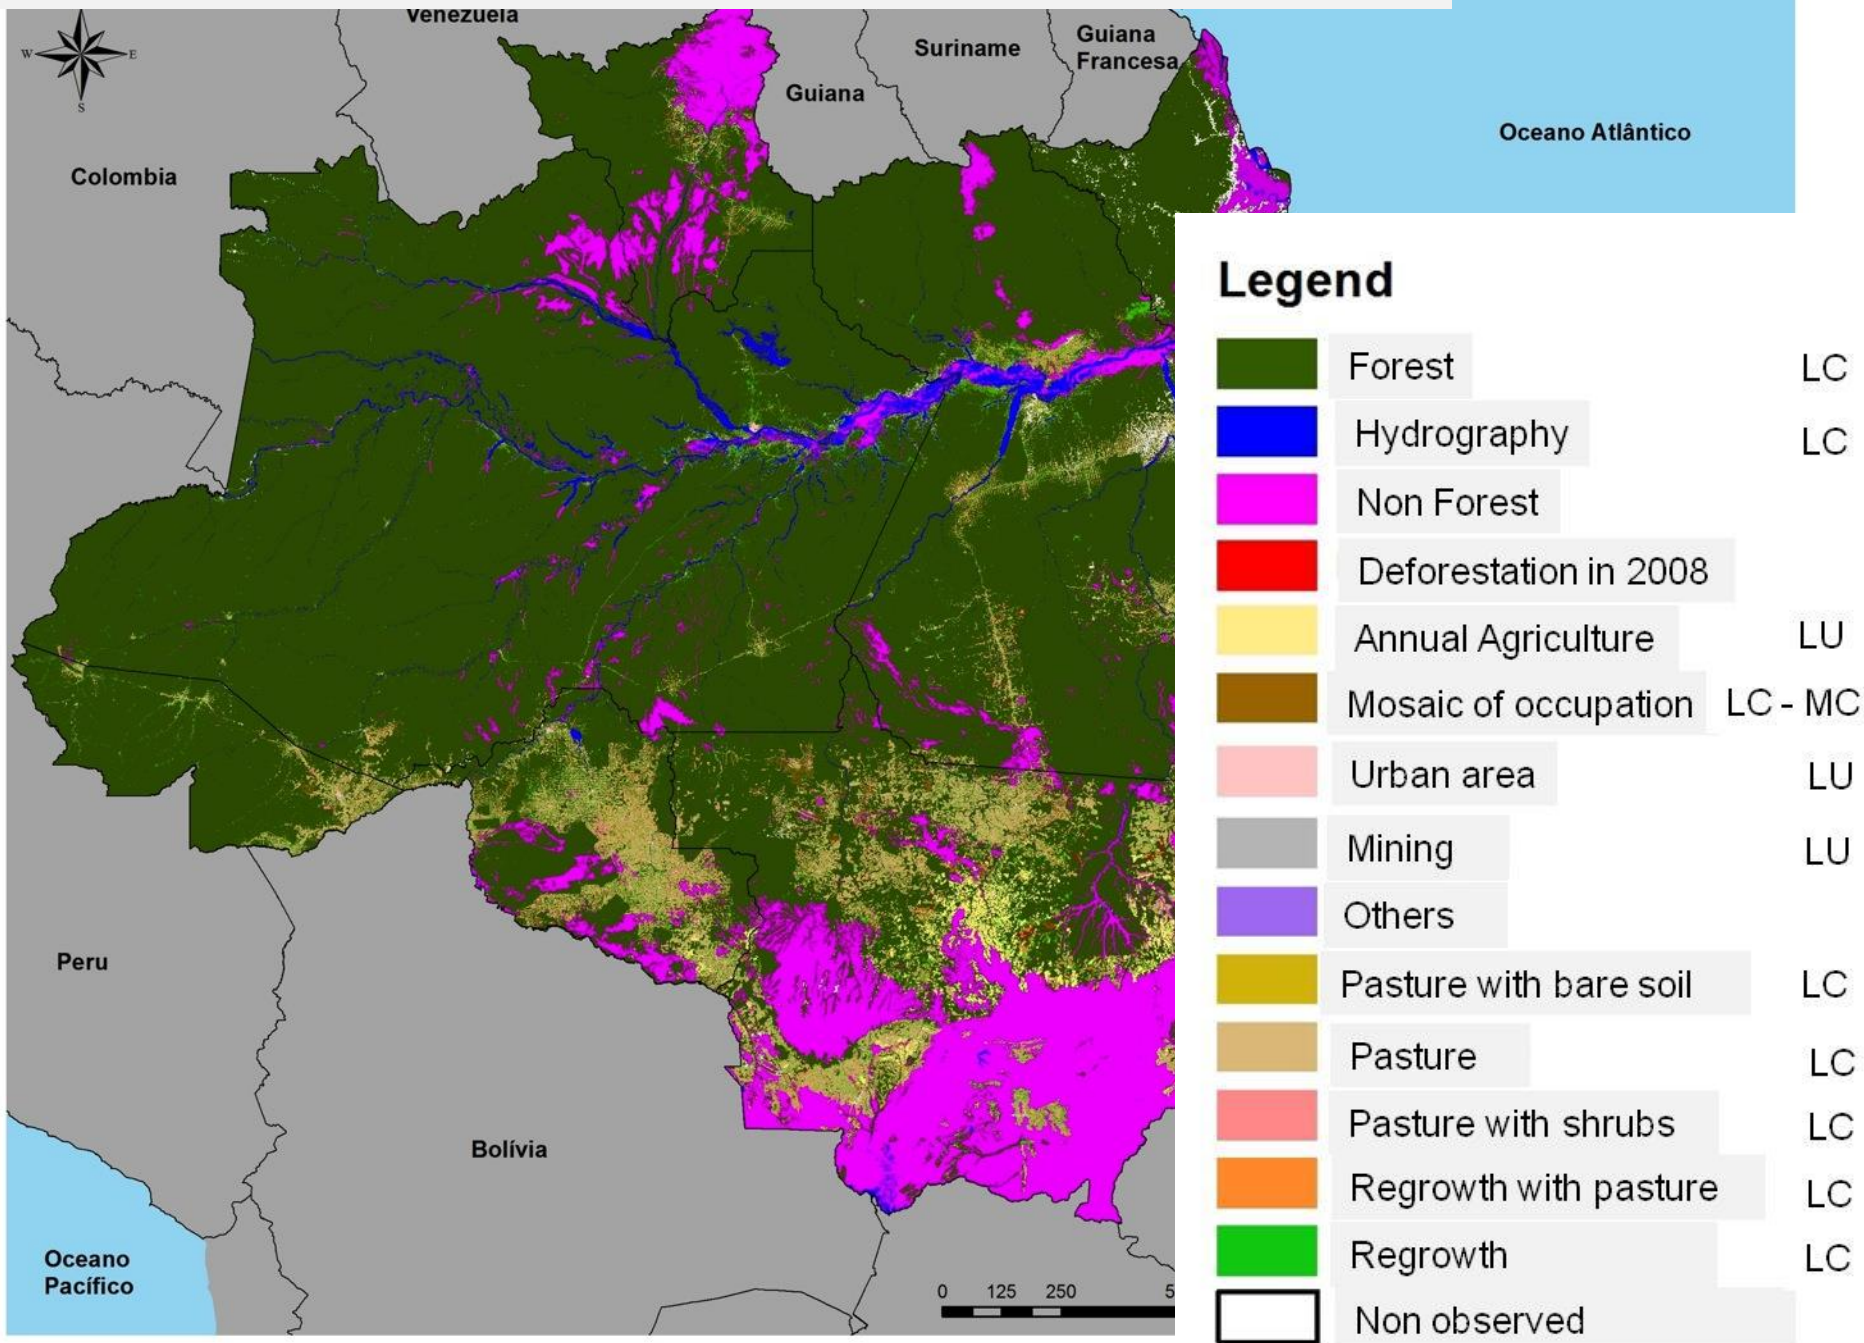 Venezuela
N
W
E
S
Suriname
Guiana
Francesa
Guiana
Oceano Atlântico
Colombia
Peru
Bolívia
Oceano
Pacífico
0 125 250 5
Legend
Forest LC
Hydrography LC
Non Forest
Deforestation in 2008
Annual Agriculture LU
Mosaic of occupation LC - MC
Urban area LU
Mining LU
Others
Pasture with bare soil LC
Pasture LC
Pasture with shrubs LC
Regrowth with pasture LC
Regrowth LC
Non observed